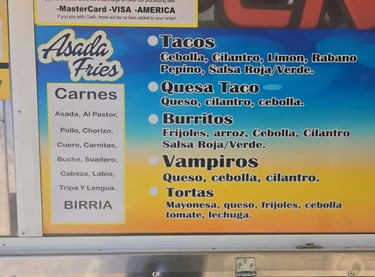 -MasterCard -VISA -AMERICA
If you pay with Cash, there will be no fees added to your order!
Asada
Fries
Carnes
Asada, Al Pastor,
Pollo, Chorizo,
Cuero, Carnitas,
Buche, Suadero,
Cabeza, Labio,
Tripa Y Lengua.
BIRRIA
Tacos
Cebolla, Cilantro, Limon, Rabano
Pepino, Salsa Roja/Verde.
Quesa Taco
Queso, cilantro, cebolla.
Burritos
Frijoles, arroz, Cebolla, Cilantro
Salsa Roja/Verde.
Vampiros
Queso, cebolla, cilantro.
Tortas
Mayonesa, queso, frijoles, cebolla
tomate, lechuga.